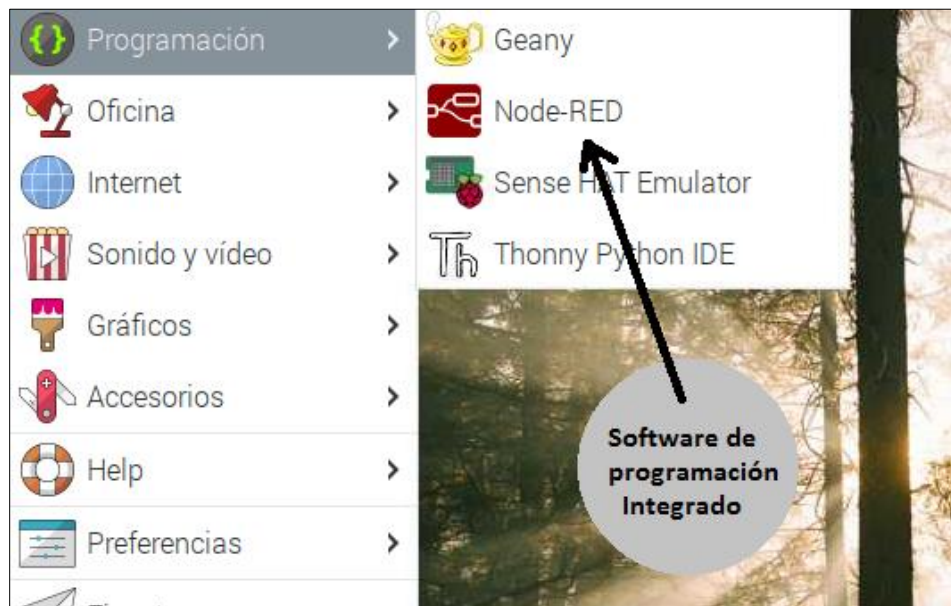 Programación
Geany
Oficina
Node-RED
Internet
Sense HAT Emulator
Sonido y vídeo
Thonny Python IDE
Gráficos
Accesorios
Help
Preferencias
Software de
programación
Integrado